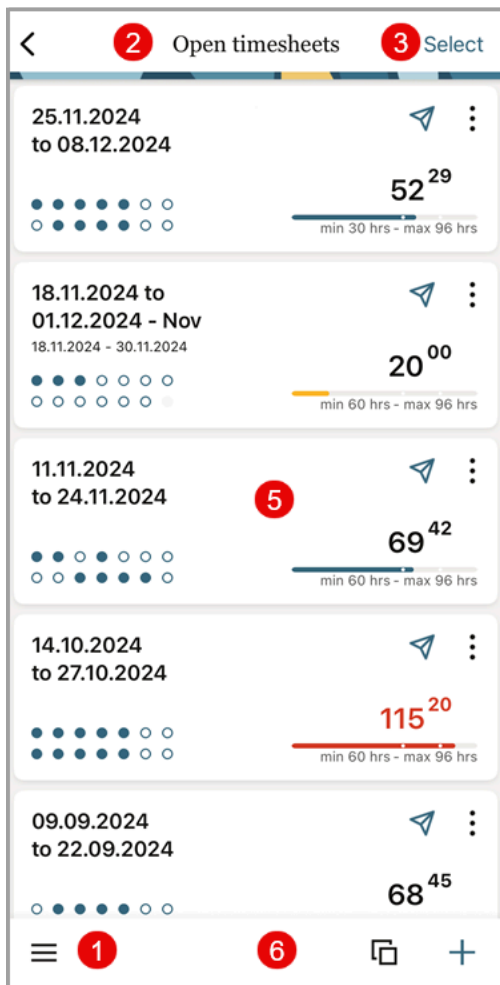 2 Open timesheets 3 Select
25.11.2024
to 08.12.2024
52 29
min 30 hrs - max 96 hrs
18.11.2024 to
01.12.2024 - Nov
18.11.2024 - 30.11.2024
20 00
min 60 hrs - max 96 hrs
11.11.2024
to 24.11.2024
5
69 42
min 60 hrs - max 96 hrs
14.10.2024
to 27.10.2024
115 20
min 60 hrs - max 96 hrs
09.09.2024
to 22.09.2024
68 45
1 6